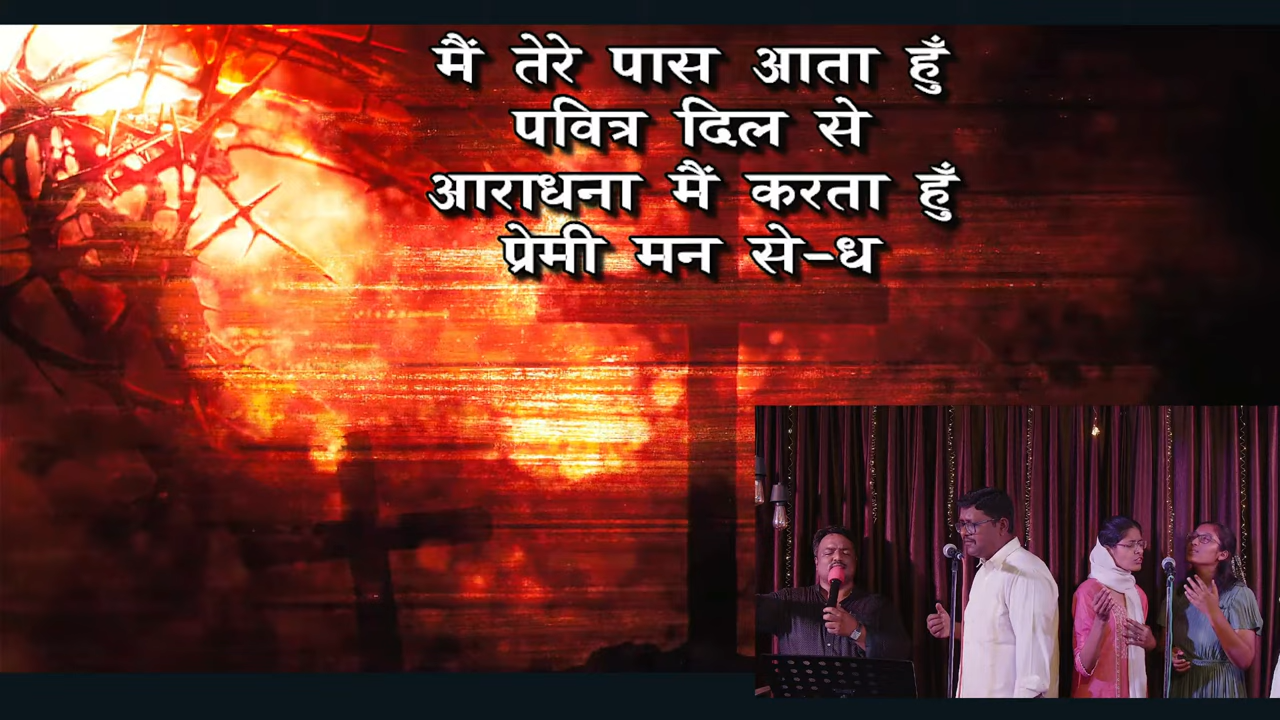 मैं तेरे पास आता हुँ
पवित्र दिल से
आराधना मैं करता हुँ
प्रेमी मन से-ध